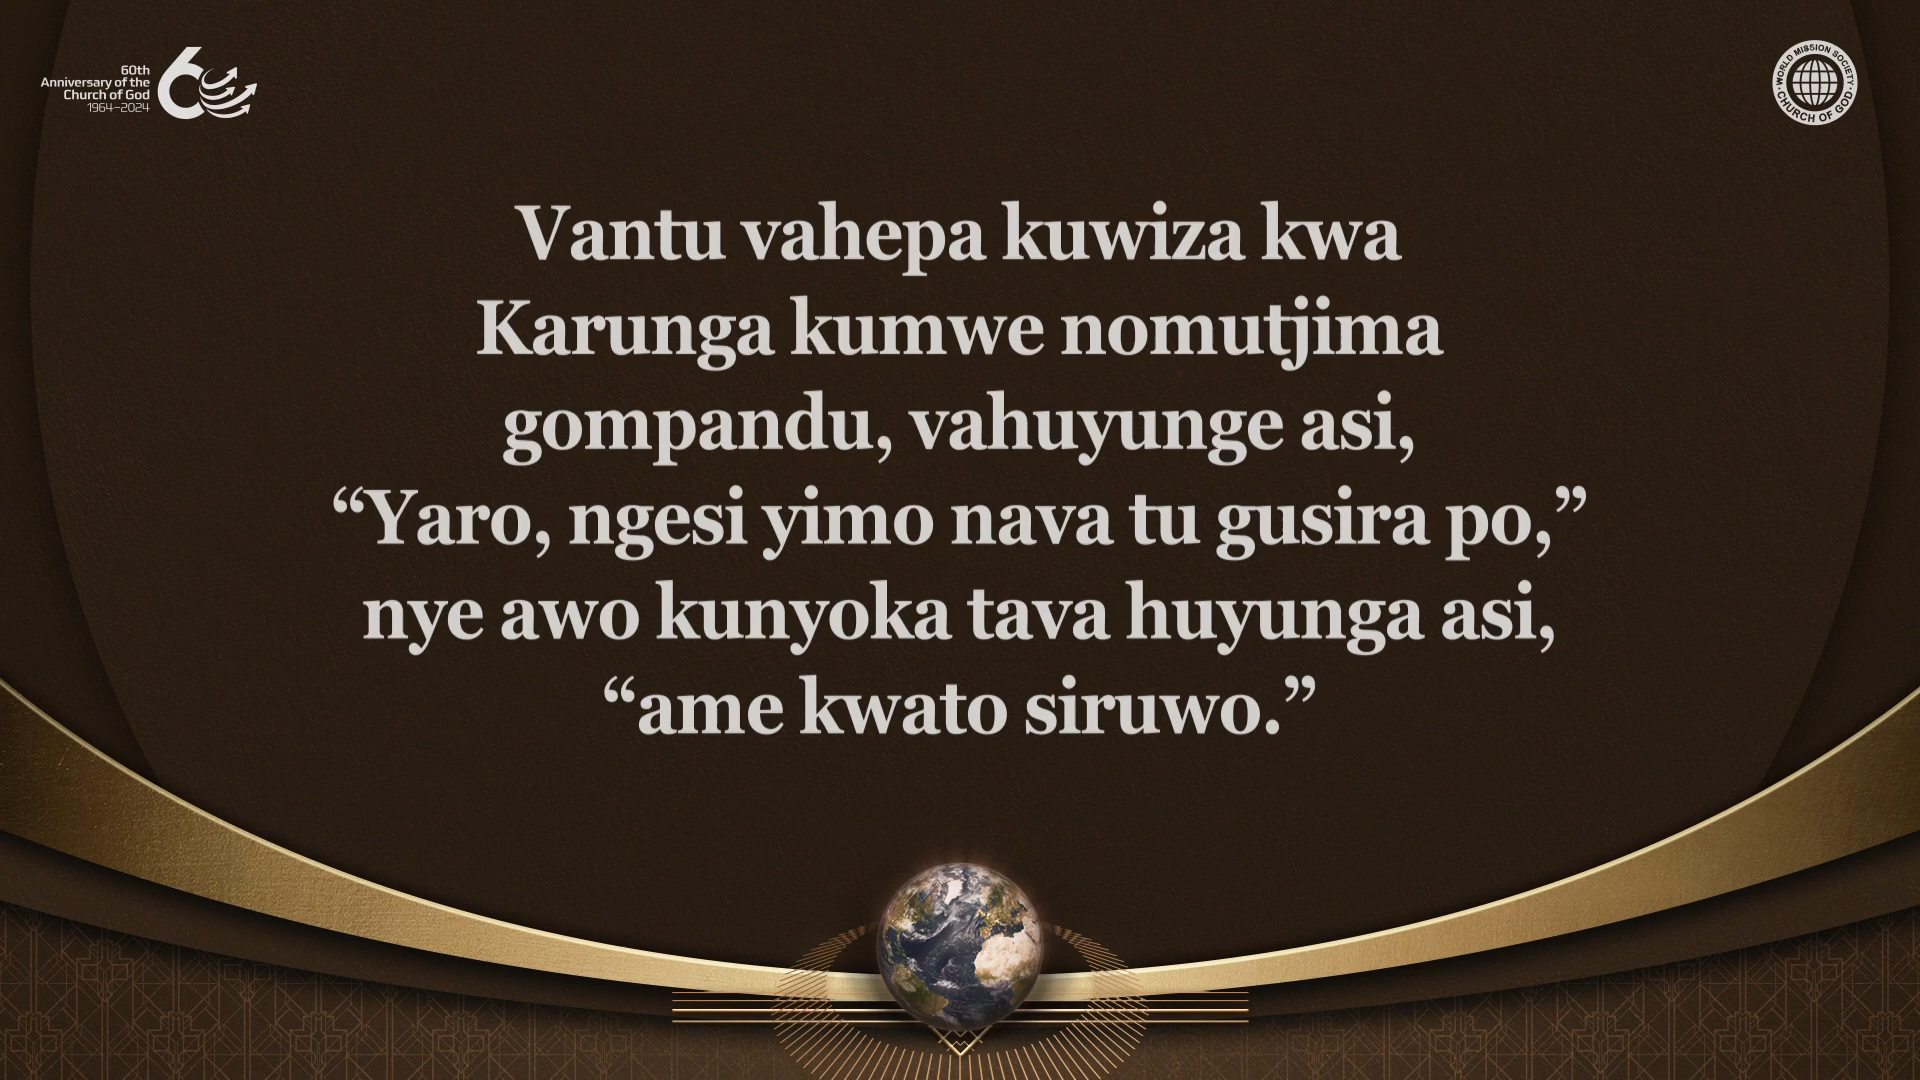 60th
Anniversary of the
Church of God
1964–2024
WORLD MISSION SOCIETY
CHURCH OF GOD
Vantu vahepa kuwiza kwa
Karunga kumwe nomutjima
gompandu, vahuyunge asi,
“Yaro, ngesi yimo nava tu gusira po,”
nye awo kunyoka tava huyunga asi,
“ame kwato siruwo.”